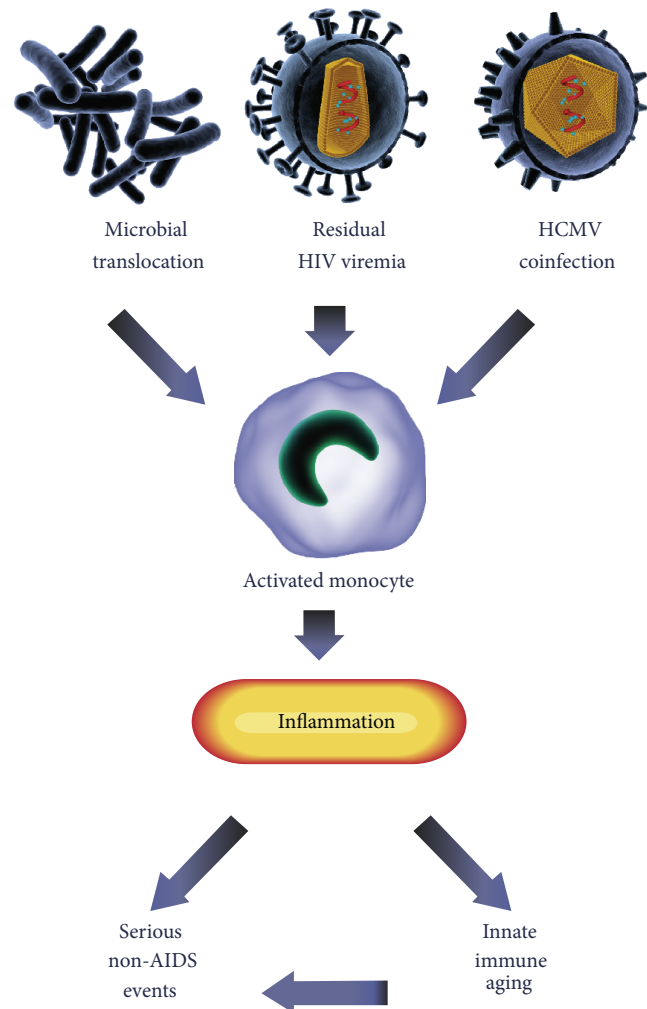 Microbial
translocation
Residual
HIV viremia
HCMV
coinfection
Activated monocyte
Inflammation
Serious
non-AIDS
events
Innate
immune
aging